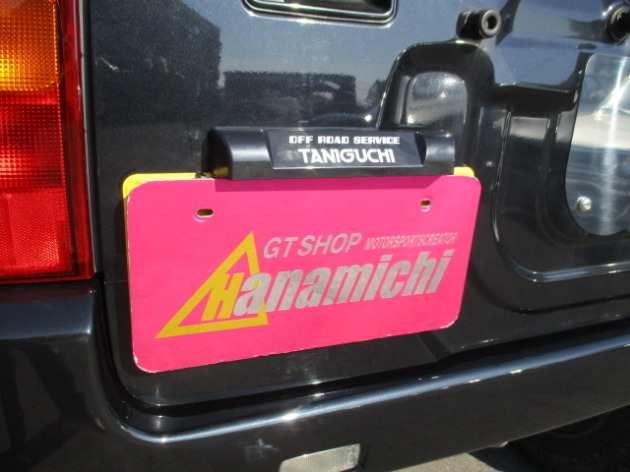 OFF ROAD SERVICE
TANIGUCHI
GT SHOP MOTORSPORTSCREATOR
Hanamichi